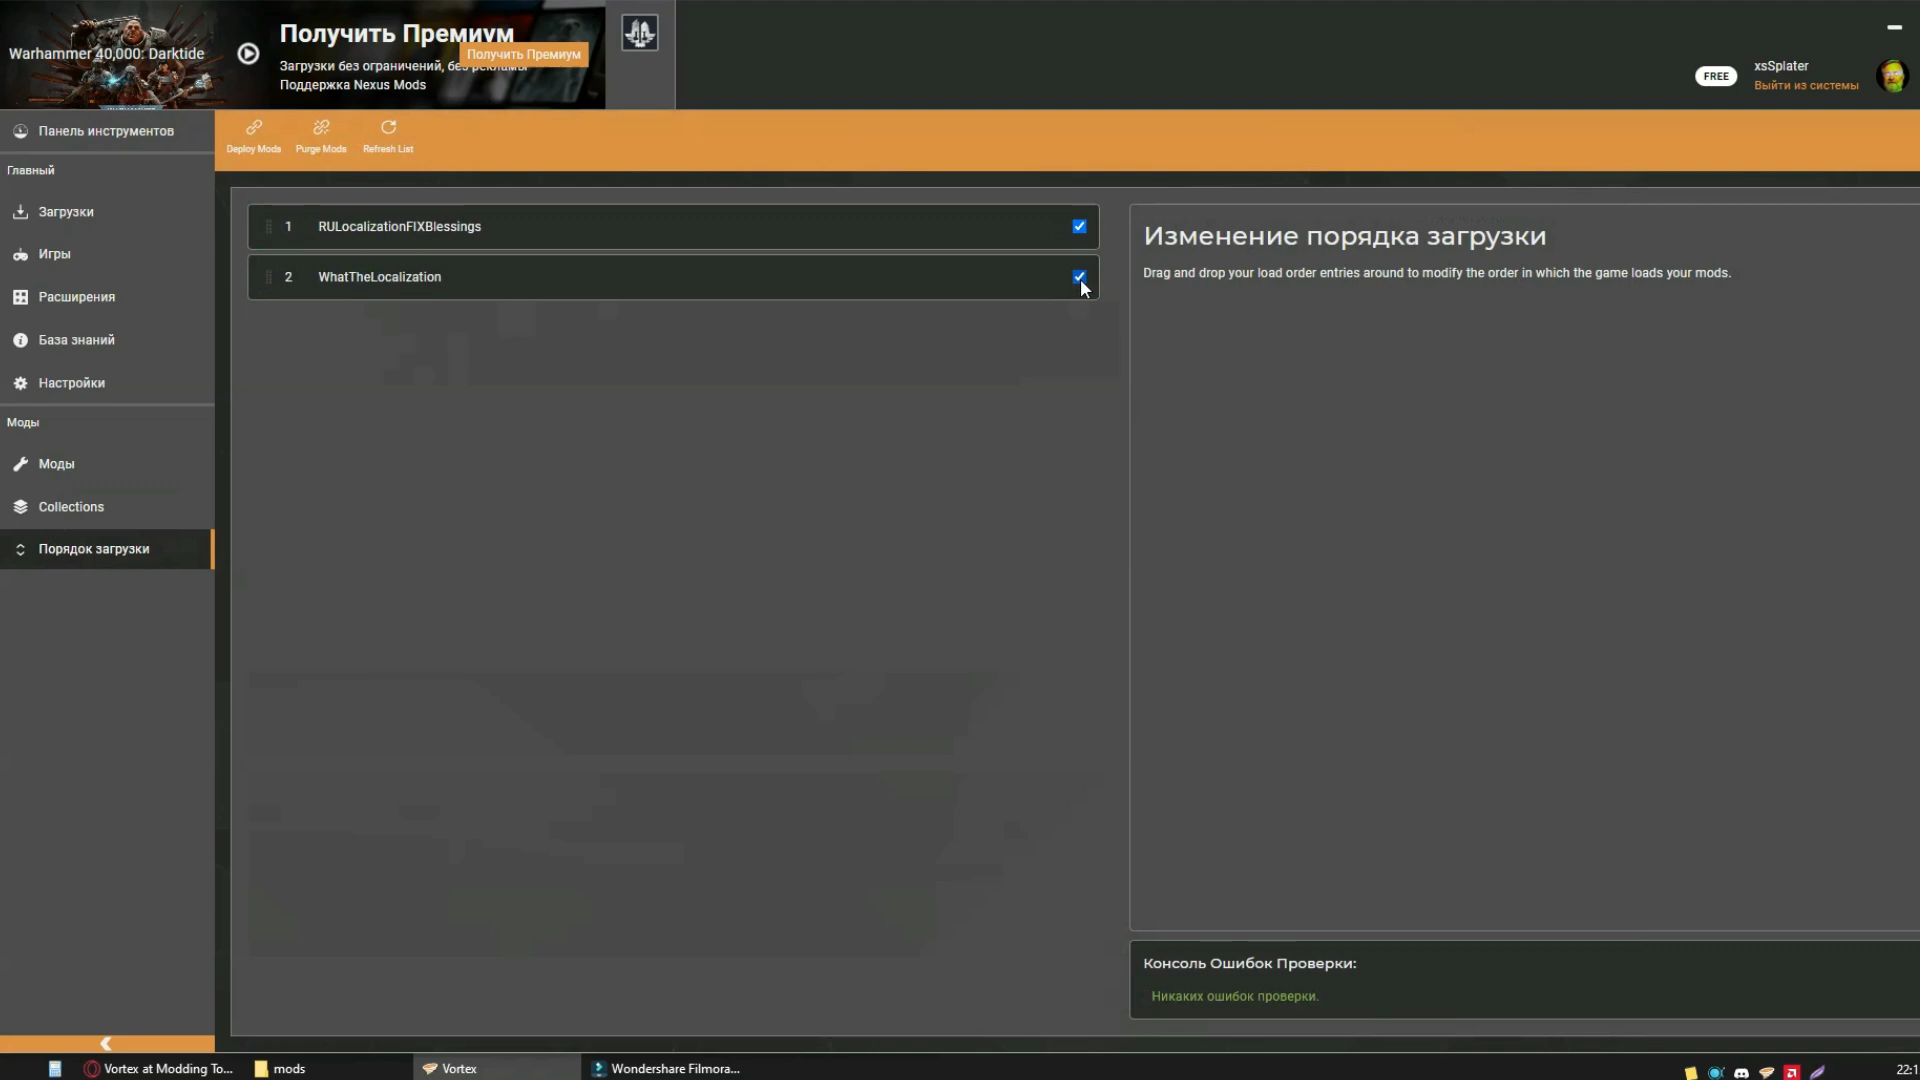 Warhammer 40,000: Darktide
Получить Премиум
Получить Премиум
Загрузки без ограничений, без рекламы
Поддержка Nexus Mods
FREE
xsSplater
Выйти из системы
Панель инструментов
Главный
Загрузки
Игры
Расширения
База знаний
Настройки
Моды
Моды
Collections
Порядок загрузки
Deploy Mods
Purge Mods
Refresh List
1 RULocalizationFIXBlessings
2 WhatTheLocalization
Изменение порядка загрузки
Drag and drop your load order entries around to modify the order in which the game loads your mods.
Консоль Ошибок Проверки:
Никаких ошибок проверки.
Vortex at Modding To...
mods
Vortex
Wondershare Filmora...
22:1